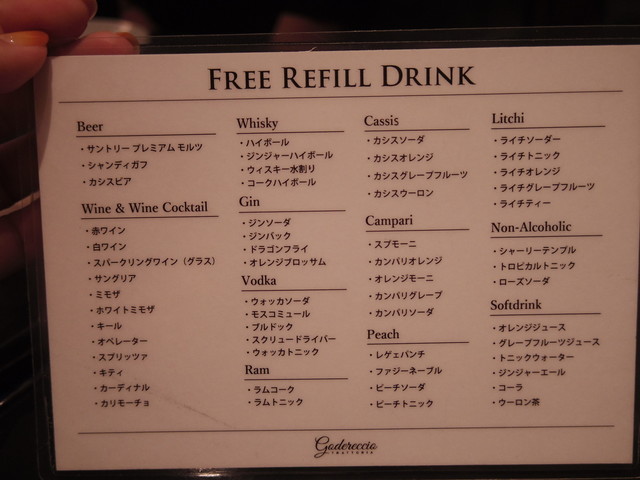 FREE REFILL DRINK
Beer
・サントリー プレミアム モルツ
・シャンディガフ
・カシスビア
Wine & Wine Cocktail
・赤ワイン
・白ワイン
・スパークリングワイン（グラス）
・サングリア
・ミモザ
・ホワイトミモザ
・キール
・オペレーター
・スプリッツァ
・キティ
・カーディナル
・カリモーチョ
Whisky
・ハイボール
・ジンジャーハイボール
・ウィスキー水割り
・コークハイボール
Gin
・ジンソーダ
・ジンバック
・ドラゴンフライ
・オレンジブロッサム
Vodka
・ウォッカソーダ
・モスコミュール
・ブルドック
・スクリュードライバー
・ウォッカトニック
Ram
・ラムコーク
・ラムトニック
Cassis
・カシスソーダ
・カシスオレンジ
・カシスグレープフルーツ
・カシスウーロン
Campari
・スプモーニ
・カンパリオレンジ
・オレンジモーニ
・カンパリグレープ
・カンパリソーダ
Peach
・レゲエパンチ
・ファジーネーブル
・ピーチソーダ
・ピーチトニック
Litchi
・ライチソーダー
・ライチトニック
・ライチオレンジ
・ライチグレープフルーツ
・ライチティー
Non-Alcoholic
・シャーリーテンプル
・トロピカルトニック
・ローズソーダ
Softdrink
・オレンジジュース
・グレープフルーツジュース
・トニックウォーター
・ジンジャーエール
・コーラ
・ウーロン茶
Godereccio
TRATTORIA